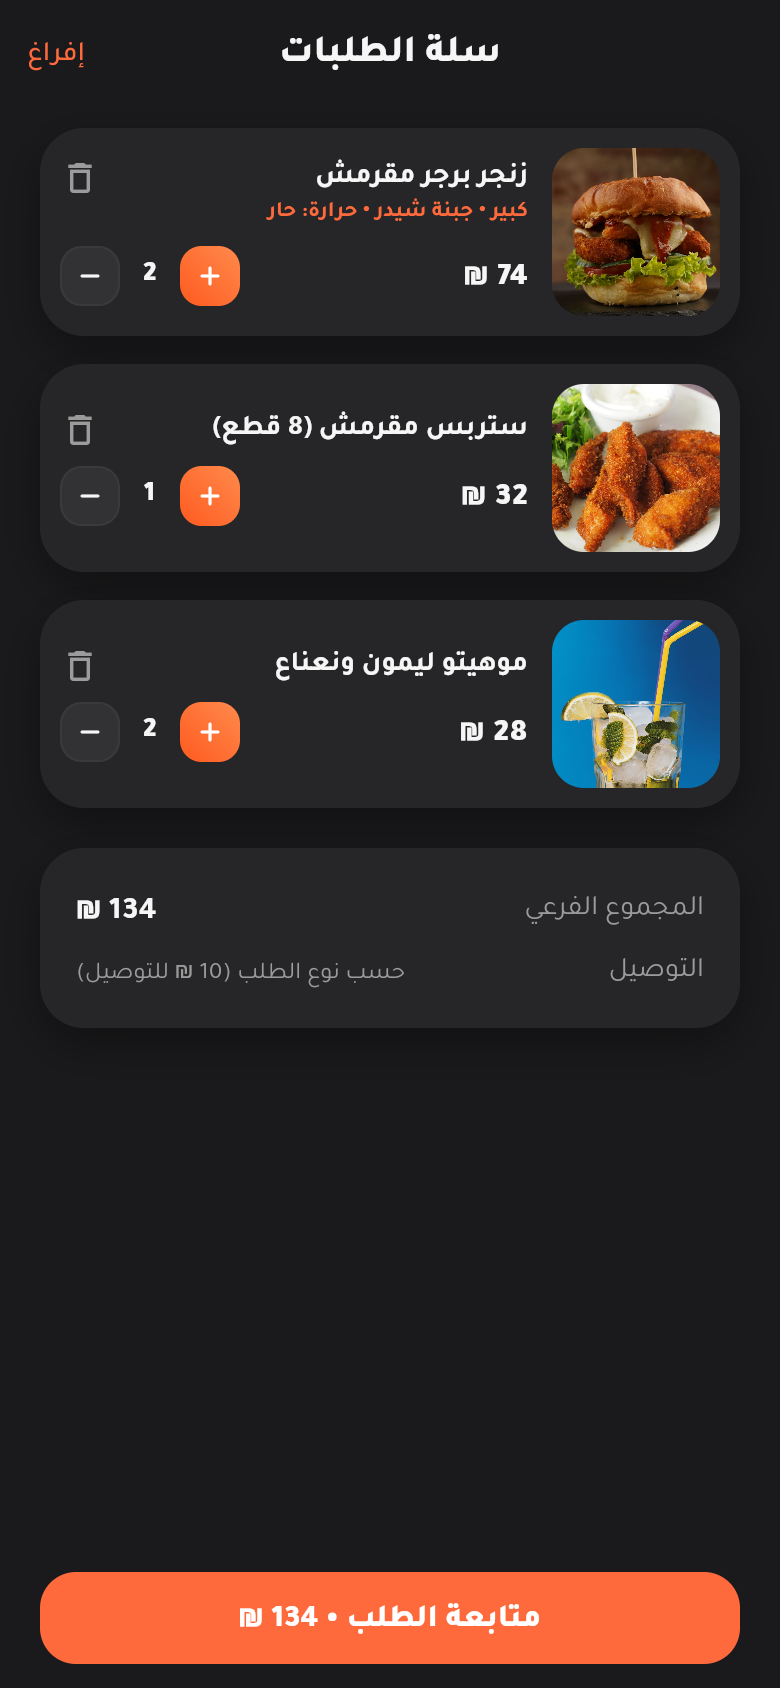 سلة الطلبات
إفراغ
زنجر برجر مقرمش
كبير • جبنة شيدر • حرارة: حار
74 ₪
+ 2 −
ستربس مقرمش (8 قطع)
32 ₪
+ 1 −
موهيتو ليمون ونعناع
28 ₪
+ 2 −
المجموع الفرعي 134 ₪
التوصيل حسب نوع الطلب (10 ₪ للتوصيل)
متابعة الطلب • 134 ₪